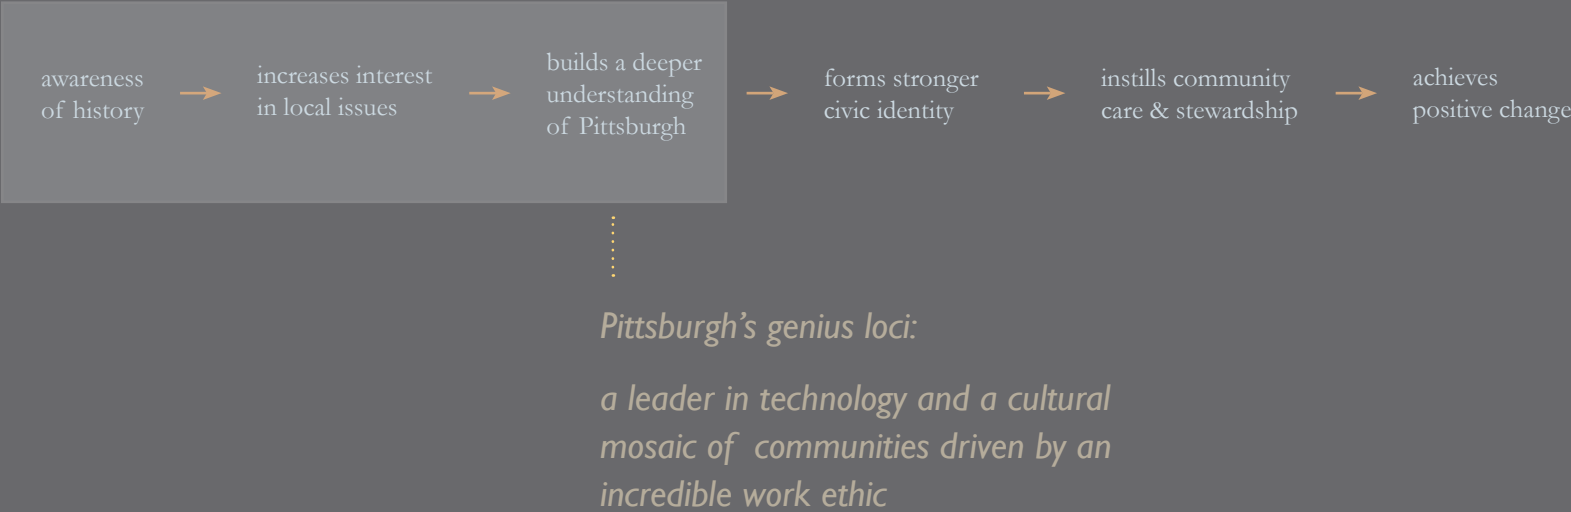 awareness
of history
increases interest
in local issues
builds a deeper
understanding
of Pittsburgh
forms stronger
civic identity
instills community
care & stewardship
achieves
positive change
Pittsburgh’s genius loci:
a leader in technology and a cultural
mosaic of communities driven by an
incredible work ethic